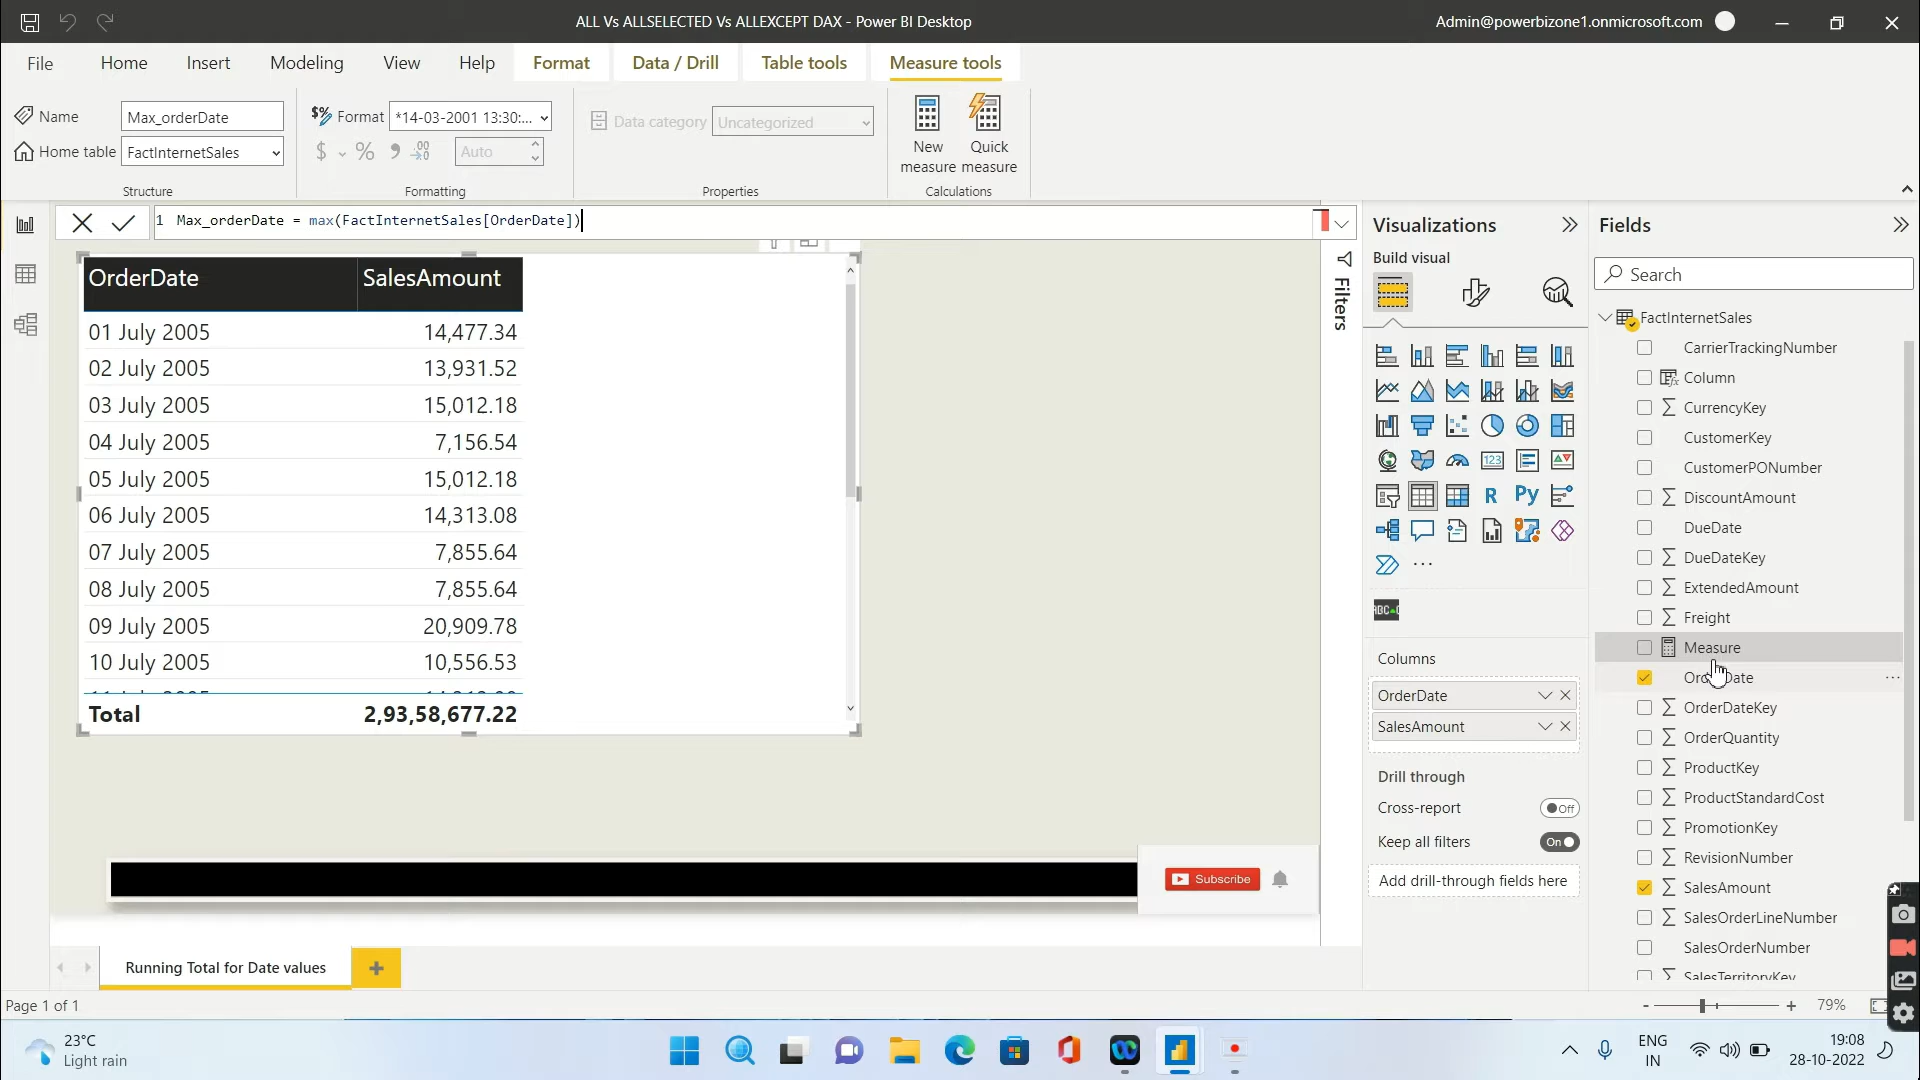 ALL Vs ALLSELECTED Vs ALLEXCEPT DAX - Power BI Desktop
Admin@powerbizone1.onmicrosoft.com
File Home Insert Modeling View Help Format Data / Drill Table tools Measure tools
Name Max_orderDate
Home table FactInternetSales
Structure
$% Format *14-03-2001 13:30:...
$ % 9 .00 Auto
Formatting
Data category Uncategorized
Properties
New measure
Quick measure
Calculations
1 Max_orderDate = max(FactInternetSales[OrderDate])
OrderDate SalesAmount
01 July 2005 14,477.34
02 July 2005 13,931.52
03 July 2005 15,012.18
04 July 2005 7,156.54
05 July 2005 15,012.18
06 July 2005 14,313.08
07 July 2005 7,855.64
08 July 2005 7,855.64
09 July 2005 20,909.78
10 July 2005 10,556.53
Total 2,93,58,677.22
Subscribe
Filters
Visualizations
Build visual
123
R Py
ABC
Columns
OrderDate
SalesAmount
Drill through
Cross-report Off
Keep all filters On
Add drill-through fields here
Fields
Search
FactInternetSales
CarrierTrackingNumber
Column
CurrencyKey
CustomerKey
CustomerPONumber
DiscountAmount
DueDate
DueDateKey
ExtendedAmount
Freight
Measure
OrderDate
OrderDateKey
OrderQuantity
ProductKey
ProductStandardCost
PromotionKey
RevisionNumber
SalesAmount
SalesOrderLineNumber
SalesOrderNumber
SalesTerritoryKey
Running Total for Date values
Page 1 of 1
- + 79%
23°C
Light rain
ENG
IN
19:08
28-10-2022